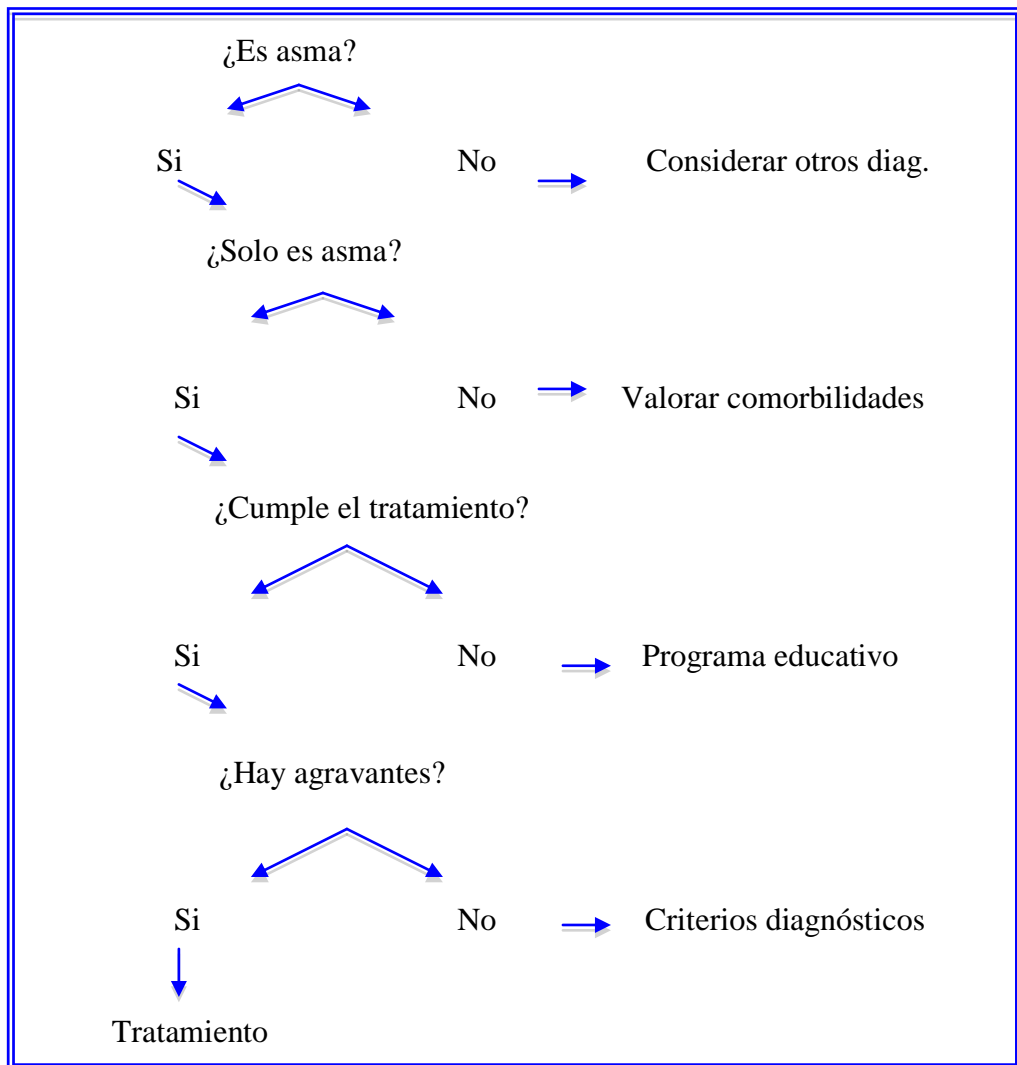 ¿Es asma?
Si No Considerar otros diag.
¿Solo es asma?
Si No Valorar comorbilidades
¿Cumple el tratamiento?
Si No Programa educativo
¿Hay agravantes?
Si No Criterios diagnósticos
Tratamiento